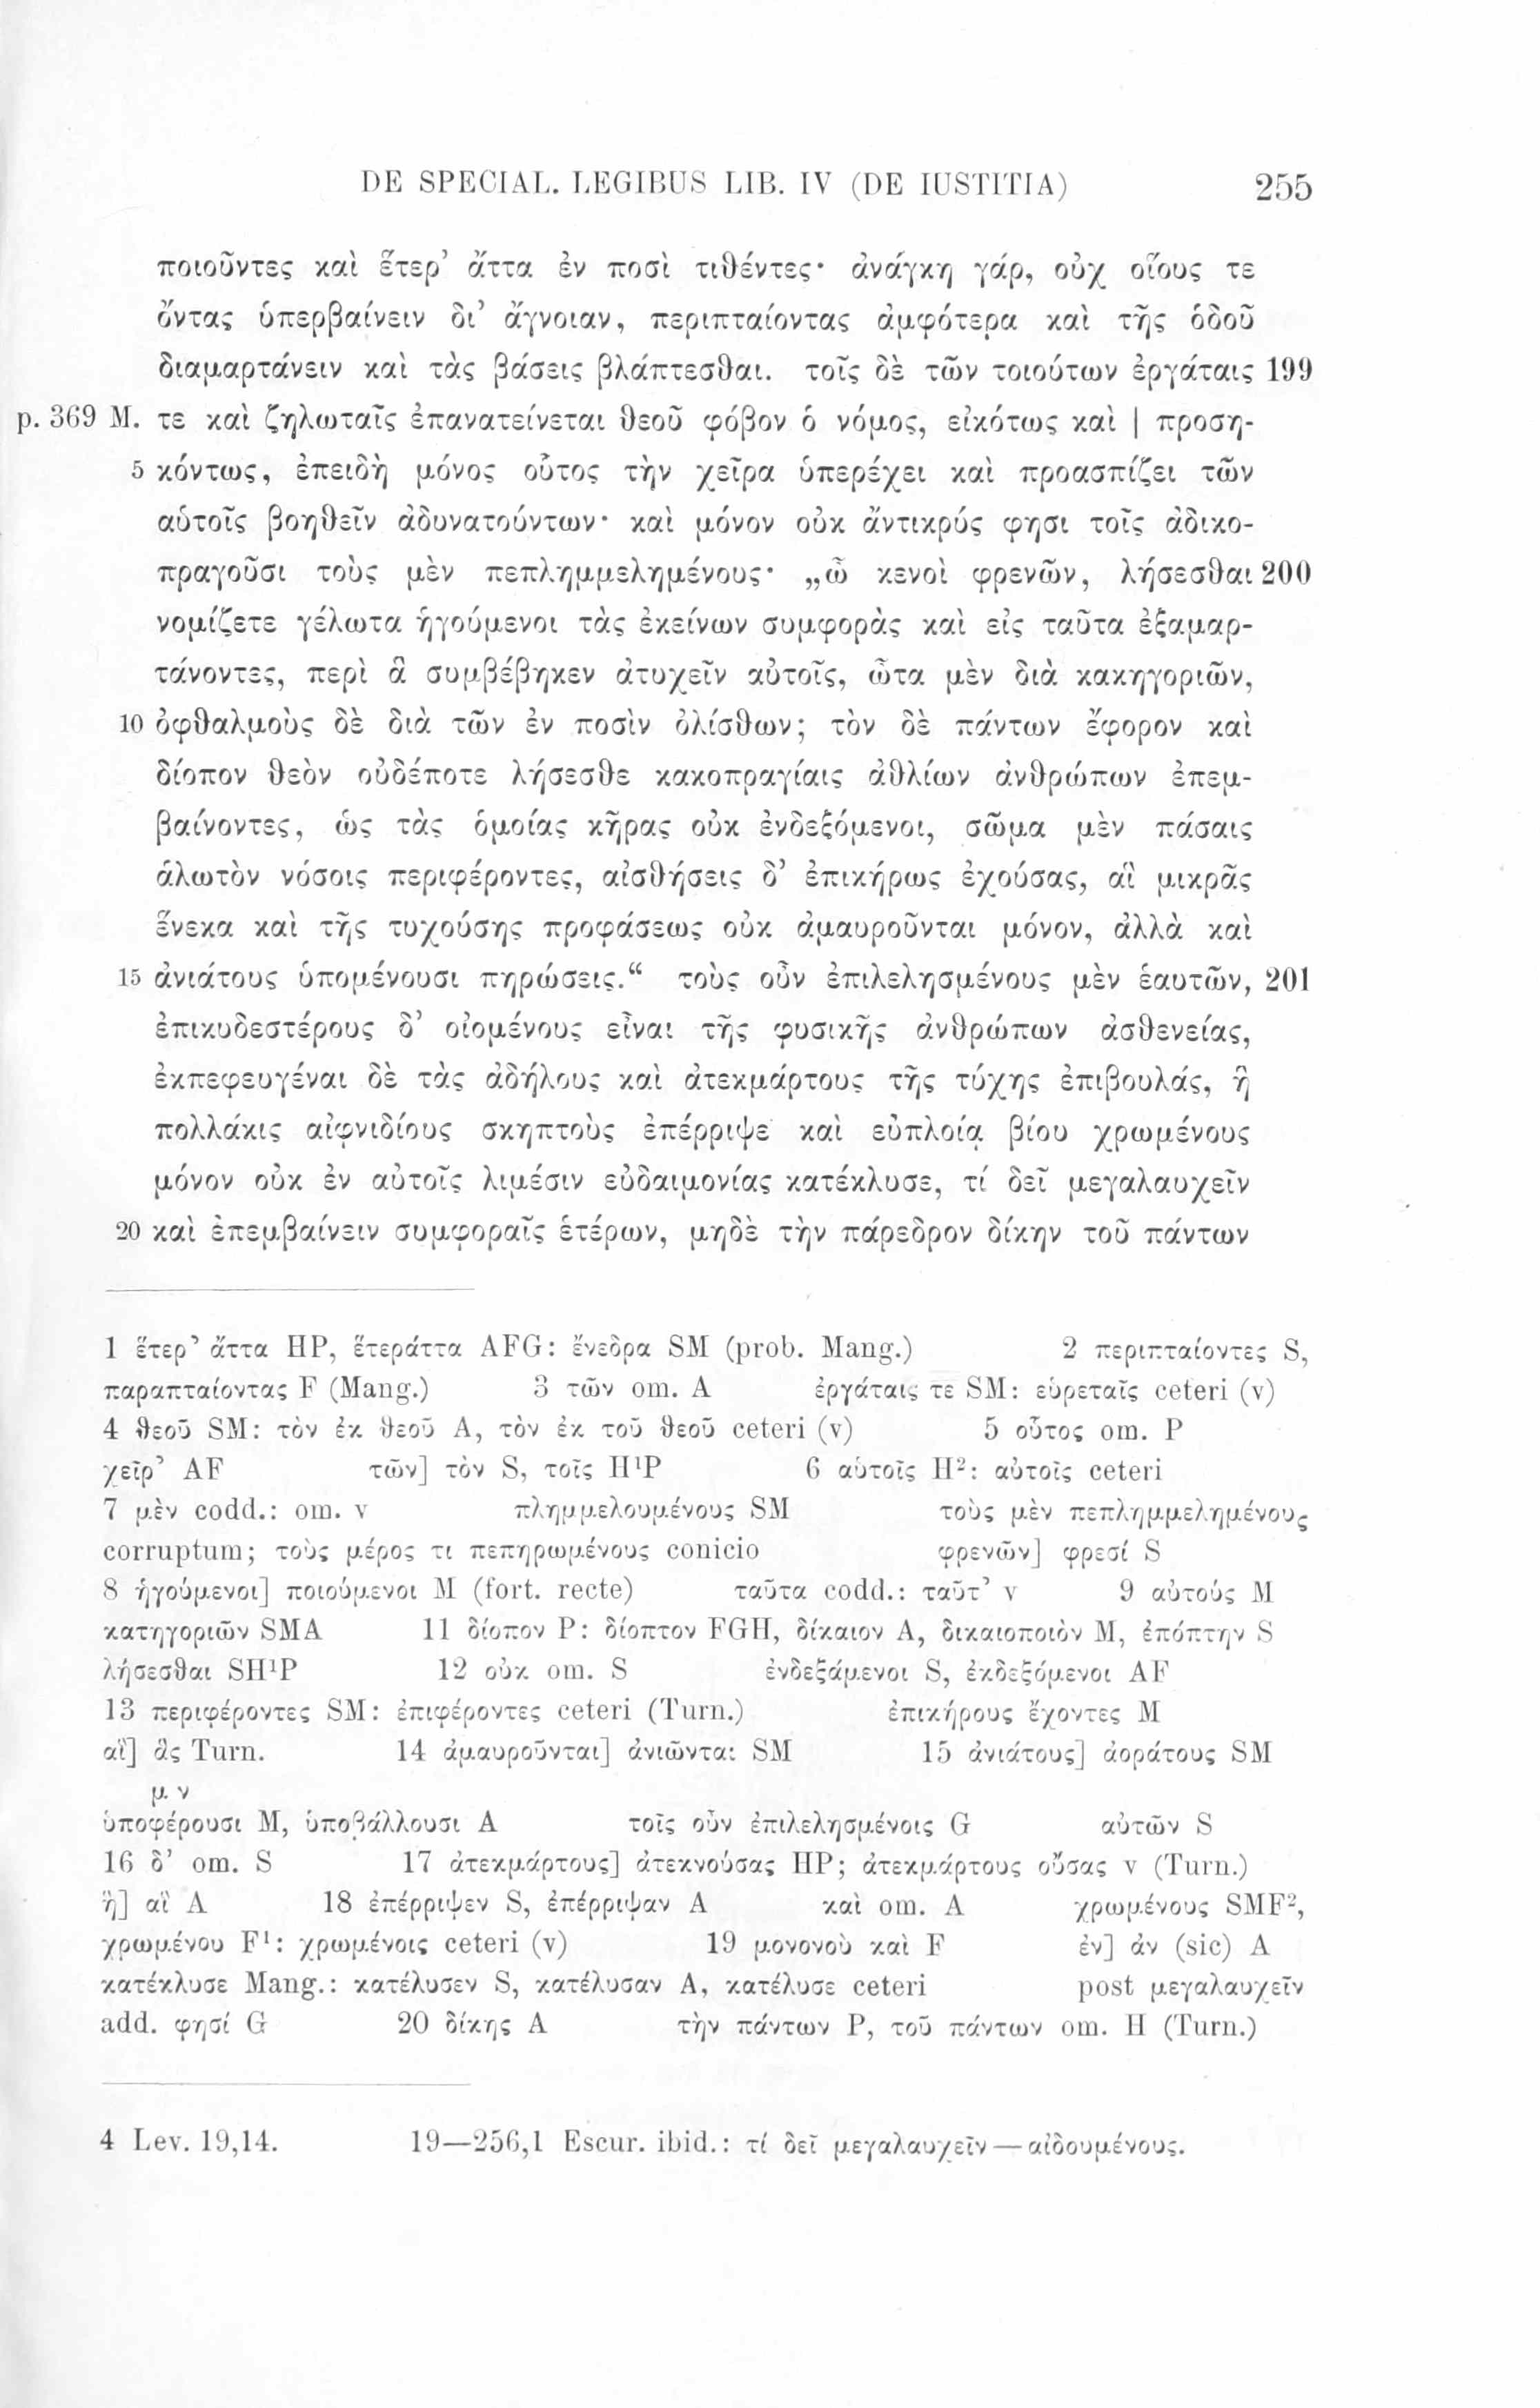 DE SPECIAL. LEGIBUS LIB. IV (DE IUSTITIA) 255
ποιοῦντες καὶ ἕτερ’ ἄττα ἐν ποσὶ τιθέντες· ἀνάγκη γάρ, οὐχ οἵους τε
ὄντας ὑπερβαίνειν δι’ ἄγνοιαν, περιπταίοντας ἀμφότερα καὶ τῆς ὁδοῦ
διαμαρτάνειν καὶ τὰς βάσεις βλάπτεσθαι. τοῖς δὲ τῶν τοιούτων ἐργάταις 199
p. 369 M. τε καὶ ζηλωταῖς ἐπανατείνεται θεοῦ φόβον ὁ νόμος, εἰκότως καὶ | προση-
5 κόντως, ἐπειδὴ μόνος οὗτος τὴν χεῖρα ὑπερέχει καὶ προασπίζει τῶν
αὑτοῖς βοηθεῖν ἀδυνατούντων· καὶ μόνον οὐκ ἄντικρύς φησι τοῖς ἀδικο-
πραγοῦσι τοὺς μὲν πεπλημμελημένους· „ὦ κενοὶ φρενῶν, λήσεσθαι 200
νομίζετε γέλωτα ἡγούμενοι τὰς ἐκείνων συμφορὰς καὶ εἰς ταῦτα ἐξαμαρ-
τάνοντες, περὶ ἃ συμβέβηκεν ἀτυχεῖν αὐτοῖς, ὦτα μὲν διὰ κακηγοριῶν,
10 ὀφθαλμοὺς δὲ διὰ τῶν ἐν ποσὶν ὀλίσθων; τὸν δὲ πάντων ἔφορον καὶ
δίοπον θεὸν οὐδέποτε λήσεσθε κακοπραγίαις ἀθλίων ἀνθρώπων ἐπεμ-
βαίνοντες, ὡς τὰς ὁμοίας κῆρας οὐκ ἐνδεξόμενοι, σῶμα μὲν πάσαις
ἁλωτὸν νόσοις περιφέροντες, αἰσθήσεις δ’ ἐπικήρως ἐχούσας, αἳ μικρᾶς
ἕνεκα καὶ τῆς τυχούσης προφάσεως οὐκ ἀμαυροῦνται μόνον, ἀλλὰ καὶ
15 ἀνιάτους ὑπομένουσι πηρώσεις.“ τοὺς οὖν ἐπιλελησμένους μὲν ἑαυτῶν, 201
ἐπικυδεστέρους δ’ οἰομένους εἶναι τῆς φυσικῆς ἀνθρώπων ἀσθενείας,
ἐκπεφευγέναι δὲ τὰς ἀδήλους καὶ ἀτεκμάρτους τῆς τύχης ἐπιβουλάς, ἣ
πολλάκις αἰφνιδίους σκηπτοὺς ἐπέρριψε καὶ εὐπλοίᾳ βίου χρωμένους
μόνον οὐκ ἐν αὐτοῖς λιμέσιν εὐδαιμονίας κατέκλυσε, τί δεῖ μεγαλαυχεῖν
20 καὶ ἐπεμβαίνειν συμφοραῖς ἑτέρων, μηδὲ τὴν πάρεδρον δίκην τοῦ πάντων
1 ἕτερ’ ἄττα HP, ἕτεράττα AFG: ἔνεδρα SM (prob. Mang.) 2 περιπταίοντες S,
παραπταίοντας F (Mang.) 3 τῶν om. A ἐργάταις τε SM: εὑρεταῖς ceteri (v)
4 θεοῦ SM: τὸν ἐκ θεοῦ A, τὸν ἐκ τοῦ θεοῦ ceteri (v) 5 οὗτος om. P
χεῖρ’ AF τῶν] τὸν S, τοῖς H¹P 6 αὑτοῖς H²: αὐτοῖς ceteri
7 μὲν codd.: om. v πλημμελουμένους SM τοὺς μὲν πεπλημμελημένους
corruptum; τοὺς μέρος τι πεπηρωμένους conicio φρενῶν] φρεσί S
8 ἡγούμενοι] ποιούμενοι M (fort. recte) ταῦτα codd.: ταῦτ’ v 9 αὐτούς M
κατηγοριῶν SMA 11 δίοπον P: δίοπτον FGH, δίκαιον A, δικαιοποιὸν M, ἐπόπτην S
λήσεσθαι SH¹P 12 οὐκ om. S ἐνδεξάμενοι S, ἐκδεξόμενοι AF
13 περιφέροντες SM: ἐπιφέροντες ceteri (Turn.) ἐπικήρους ἔχοντες M
αἳ] ἃς Turn. 14 ἀμαυροῦνται] ἀνιῶνται SM 15 ἀνιάτους] ἀοράτους SM
μ ν
ὑποφέρουσι M, ὑποβάλλουσι A τοῖς οὖν ἐπιλελησμένοις G αὐτῶν S
16 δ’ om. S 17 ἀτεκμάρτους] ἀτεκνούσας HP; ἀτεκμάρτους οὔσας v (Turn.)
ἣ] αἳ A 18 ἐπέρριψεν S, ἐπέρριψαν A καὶ om. A χρωμένους SMF²,
χρωμένου F¹: χρωμένοις ceteri (v) 19 μονονοὺ καὶ F ἐν] ἀν (sic) A
κατέκλυσε Mang.: κατέλυσεν S, κατέλυσαν A, κατέλυσε ceteri post μεγαλαυχεῖν
add. φησί G 20 δίκης A τὴν πάντων P, τοῦ πάντων om. H (Turn.)
4 Lev. 19,14. 19—256,1 Escur. ibid.: τί δεῖ μεγαλαυχεῖν — αἰδουμένους.